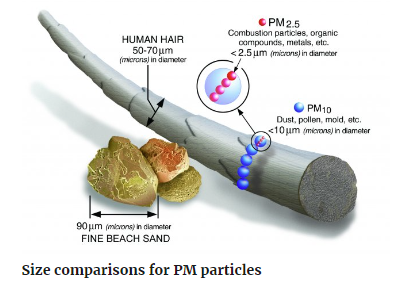 HUMAN HAIR
50-70μm
(microns) in diameter
PM2.5
Combustion particles, organic
compounds, metals, etc.
<2.5μm (microns) in diameter
PM10
Dust, pollen, mold, etc.
<10μm (microns) in diameter
90μm (microns) in diameter
FINE BEACH SAND
Size comparisons for PM particles